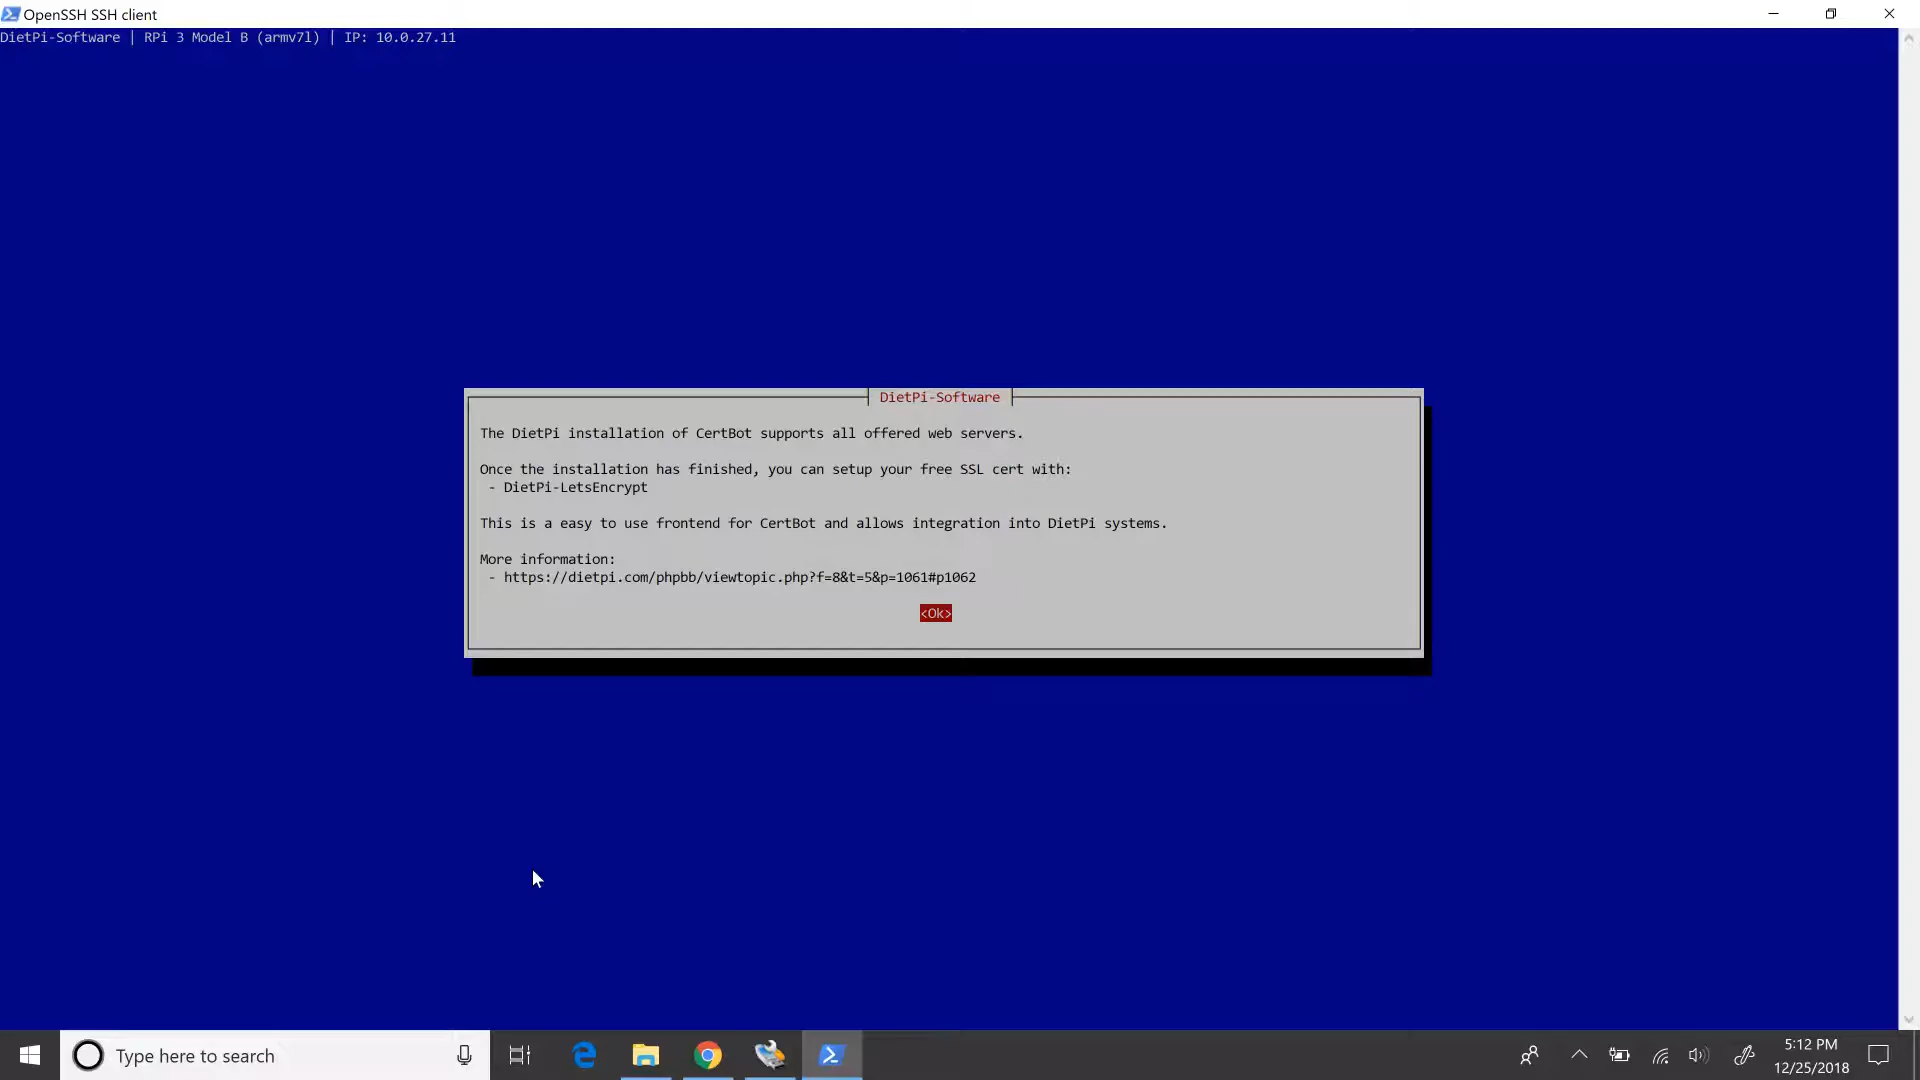 OpenSSH SSH client
DietPi-Software | RPi 3 Model B (armv7l) | IP: 10.0.27.11
DietPi-Software
The DietPi installation of CertBot supports all offered web servers.
Once the installation has finished, you can setup your free SSL cert with:
- DietPi-LetsEncrypt
This is a easy to use frontend for CertBot and allows integration into DietPi systems.
More information:
- https://dietpi.com/phpbb/viewtopic.php?f=8&t=5&p=1061#p1062
<Ok>
Type here to search
5:12 PM
12/25/2018